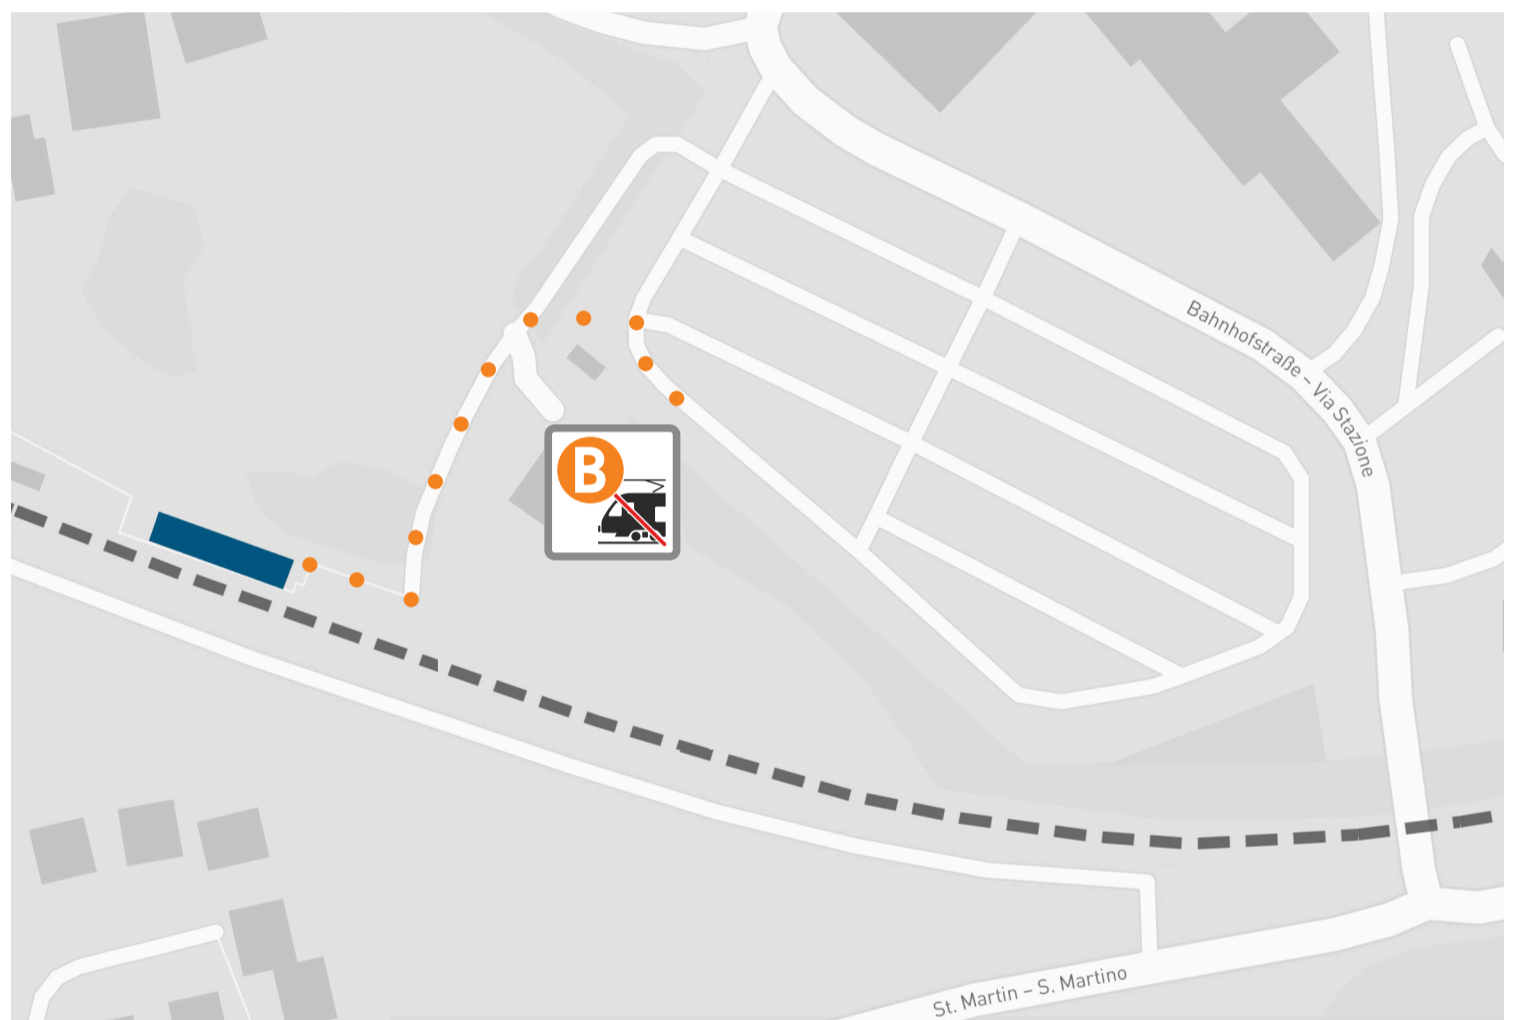 Bahnhofstraße – Via Stazione
B
St. Martin – S. Martino